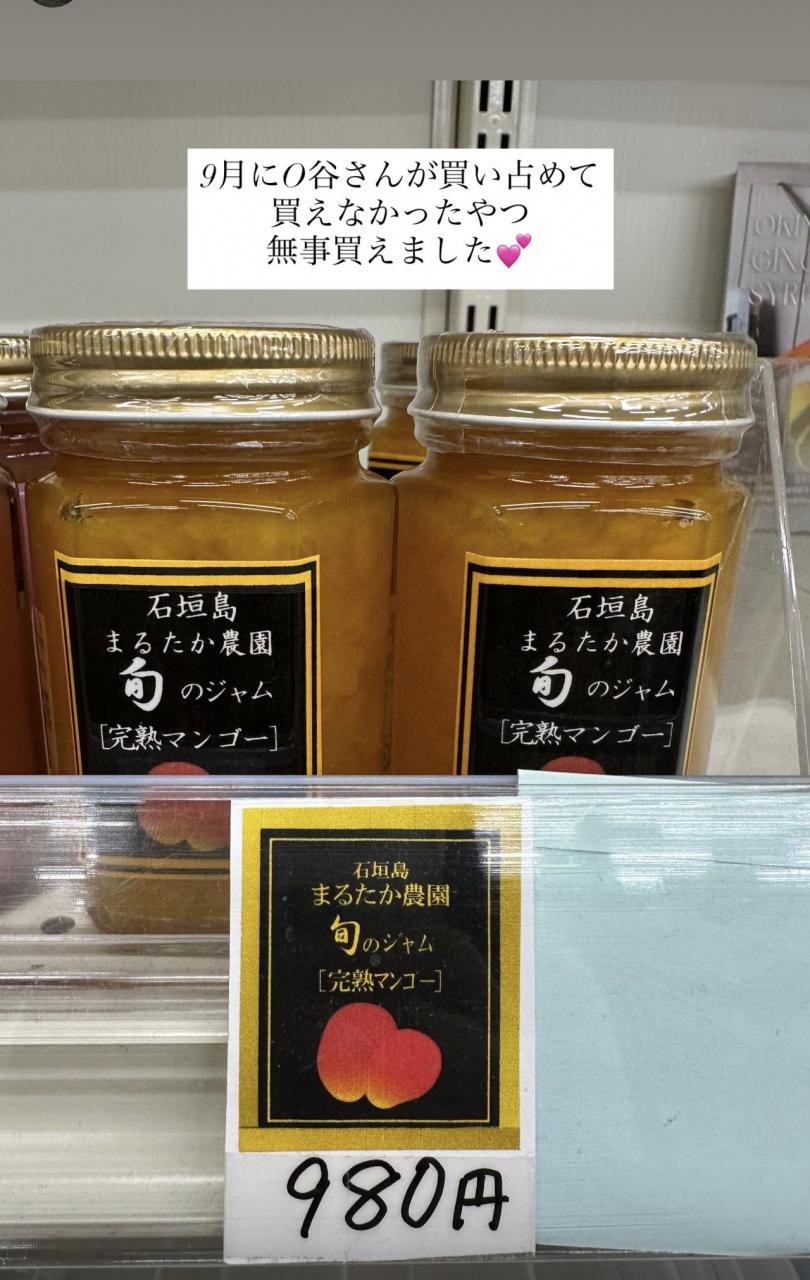 9月にO谷さんが買い占めて
買えなかったやつ
無事買えました💕
OKI
GIN
SYR
石垣島
まるたか農園
旬のジャム
[完熟マンゴー]
石垣島
まるたか農園
旬のジャム
[完熟マンゴー]
石垣島
まるたか農園
旬のジャム
[完熟マンゴー]
980円